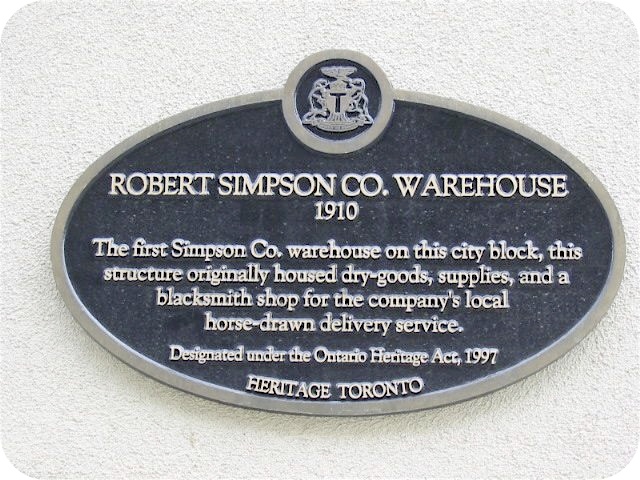 T
ROBERT SIMPSON CO. WAREHOUSE
1910
The first Simpson Co. warehouse on this city block, this
structure originally housed dry-goods, supplies, and a
blacksmith shop for the company's local
horse-drawn delivery service.
Designated under the Ontario Heritage Act, 1997
HERITAGE TORONTO